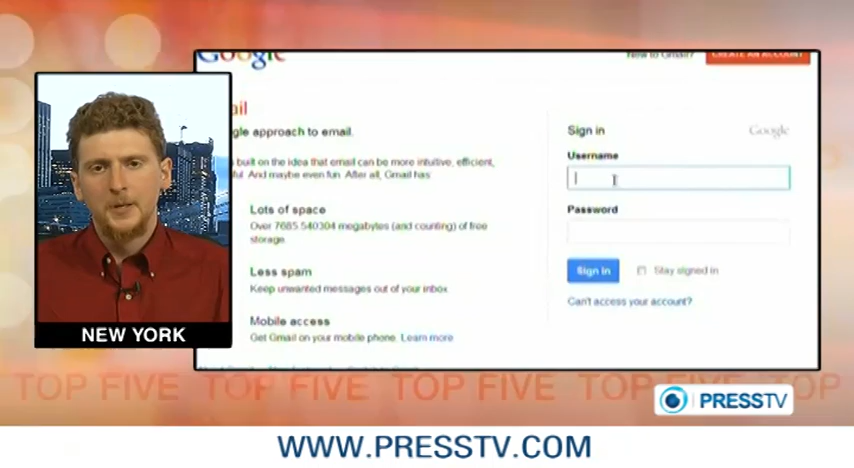 Google
New to Gmail? CREATE AN ACCOUNT
ail
gle approach to email.
built on the idea that email can be more intuitive, efficient,
ful. And maybe even fun. After all, Gmail has:
Lots of space
Over 7685.540304 megabytes (and counting) of free
storage.
Less spam
Keep unwanted messages out of your inbox.
Mobile access
Get Gmail on your mobile phone. Learn more
Sign in Google
Username
Password
Sign in Stay signed in
Can't access your account?
NEW YORK
TOP FIVE TOP FIVE TOP FIVE TOP FIVE TOP
PRESSTV
WWW.PRESSTV.COM